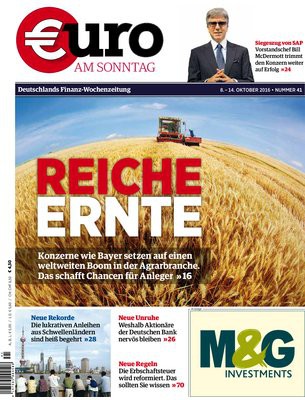 €uro
AM SONNTAG
Siegeszug von SAP
Vorstandschef Bill
McDermott trimmt
den Konzern weiter
auf Erfolg »24
Deutschlands Finanz-Wochenzeitung
8. – 14. OKTOBER 2016 • NUMMER 41
REICHE
ERNTE
Konzerne wie Bayer setzen auf einen
weltweiten Boom in der Agrarbranche.
Das schafft Chancen für Anleger »16
€ 4,50
Neue Rekorde
Die lukrativen Anleihen
aus Schwellenländern
sind heiß begehrt »28
Neue Unruhe
Weshalb Aktionäre
der Deutschen Bank
nervös bleiben »26
Neue Regeln
Die Erbschaftsteuer
wird reformiert. Das
sollten Sie wissen »70
M&G
INVESTMENTS